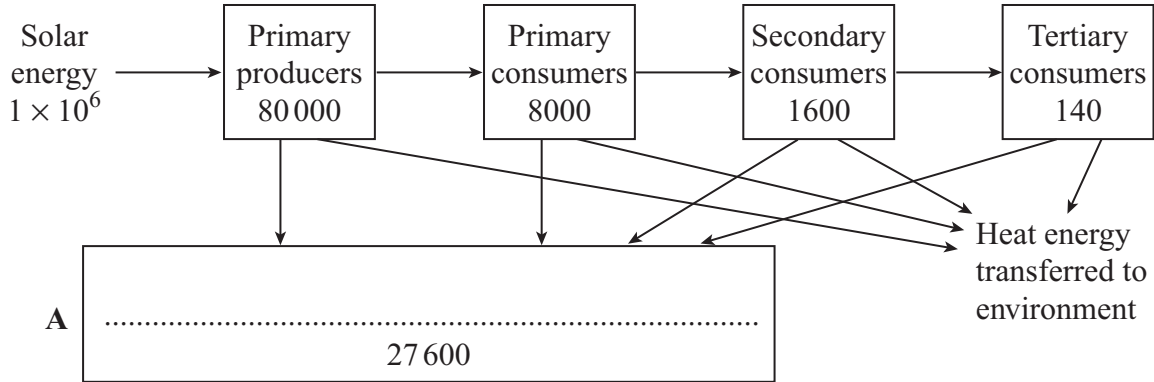 Solar
energy
1 × 10⁶
Primary
producers
80 000
Primary
consumers
8000
Secondary
consumers
1600
Tertiary
consumers
140
Heat energy
transferred to
environment
A
27 600